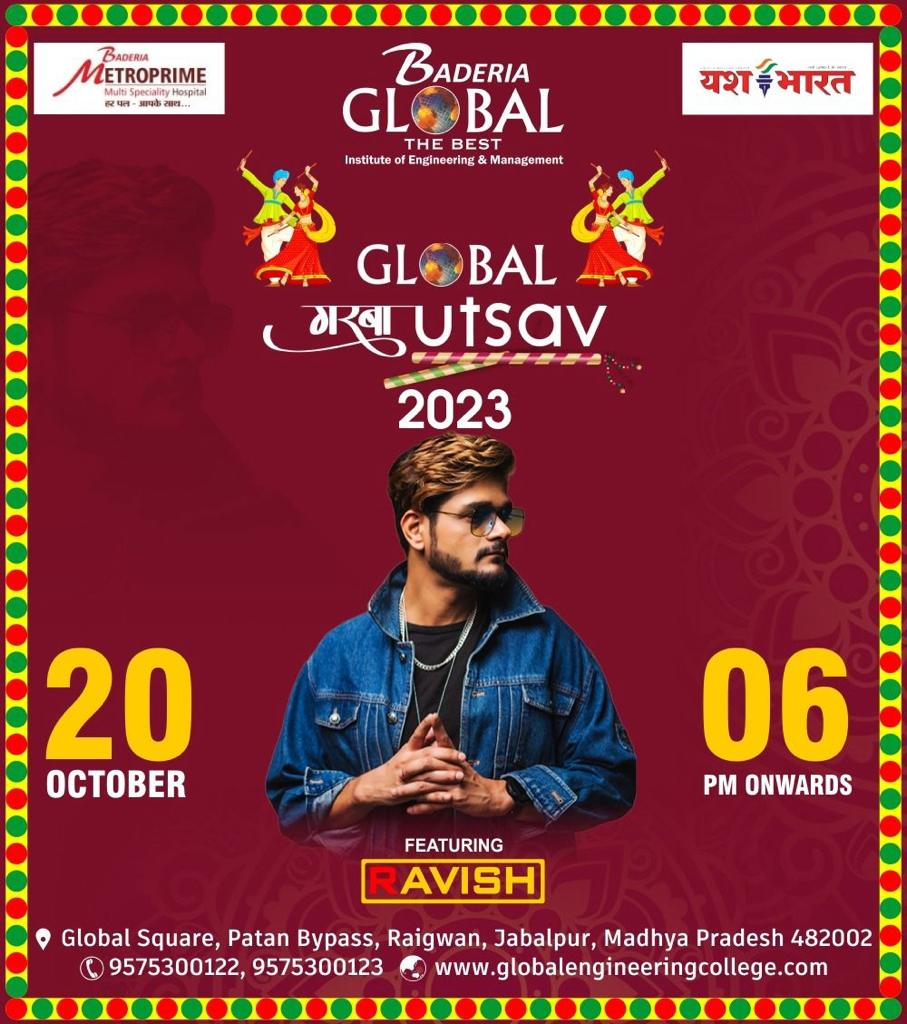 BADERIA
METROPRIME
Multi Speciality Hospital
हर पल - आपके साथ...
BADERIA
GLOBAL
THE BEST
Institute of Engineering & Management
यश भारत
GLOBAL
गरबा utsav
2023
20
OCTOBER
06
PM ONWARDS
FEATURING
RAVISH
Global Square, Patan Bypass, Raigwan, Jabalpur, Madhya Pradesh 482002
9575300122, 9575300123 www.globalengineeringcollege.com